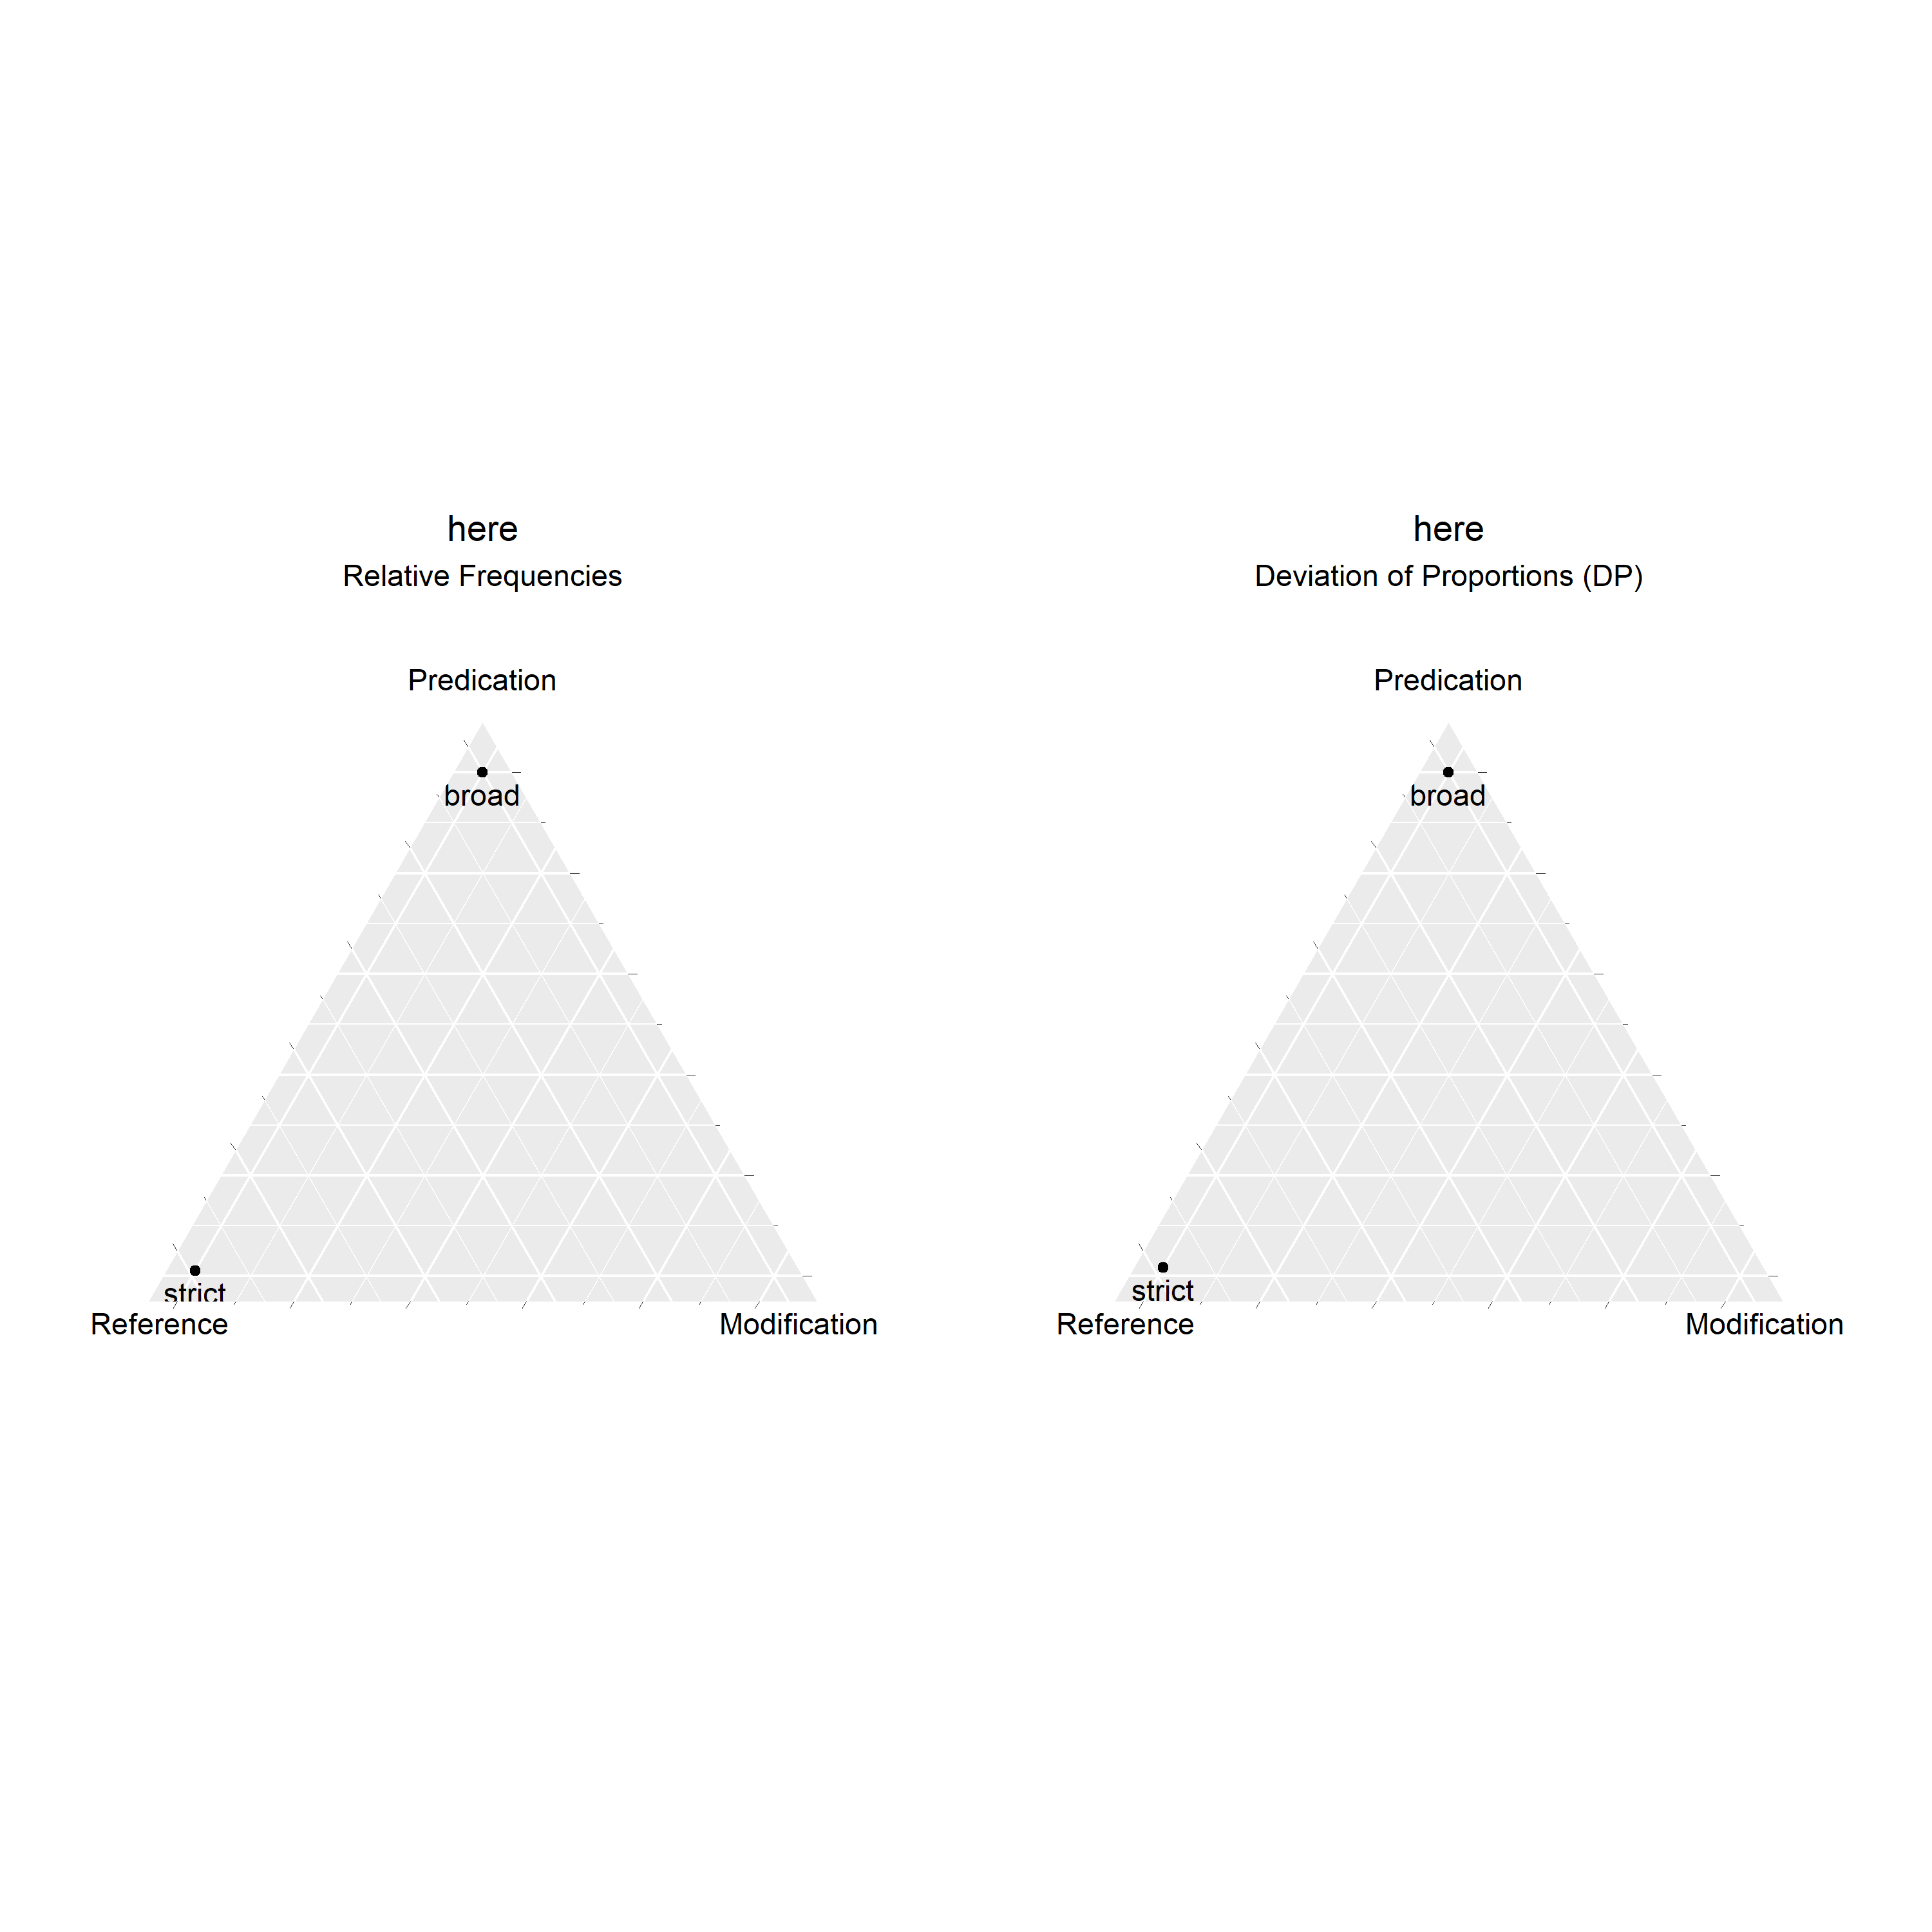 here
Relative Frequencies
Predication
broad
strict
Reference
Modification
here
Deviation of Proportions (DP)
Predication
broad
strict
Reference
Modification